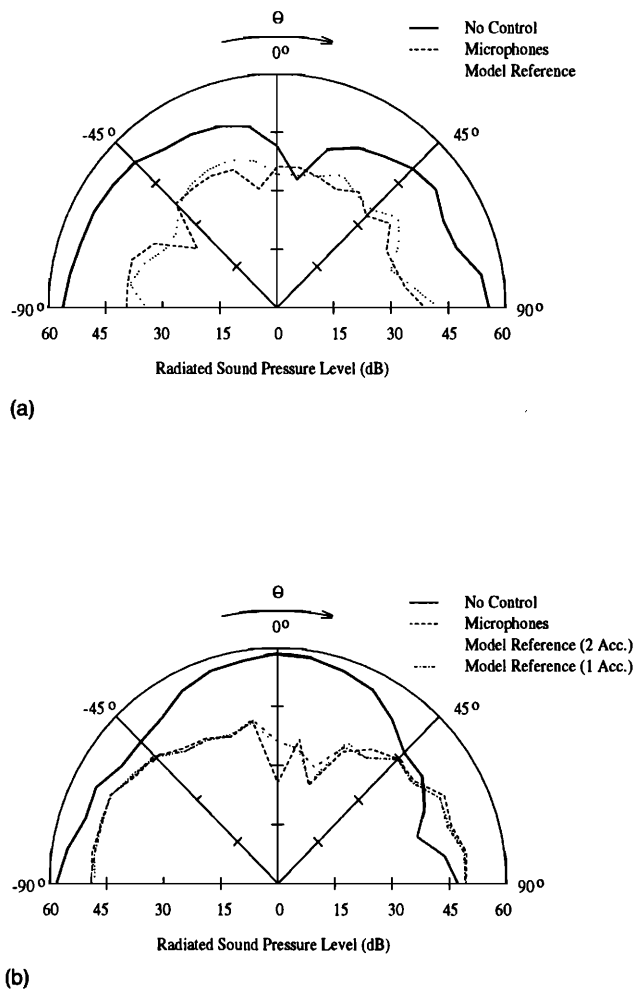 θ
0°
No Control
Microphones
Model Reference
-45°
45°
-90°
90°
60 45 30 15 0 15 30 45 60
Radiated Sound Pressure Level (dB)
(a)
θ
0°
No Control
Microphones
Model Reference (2 Acc.)
Model Reference (1 Acc.)
-45°
45°
-90°
90°
60 45 30 15 0 15 30 45 60
Radiated Sound Pressure Level (dB)
(b)